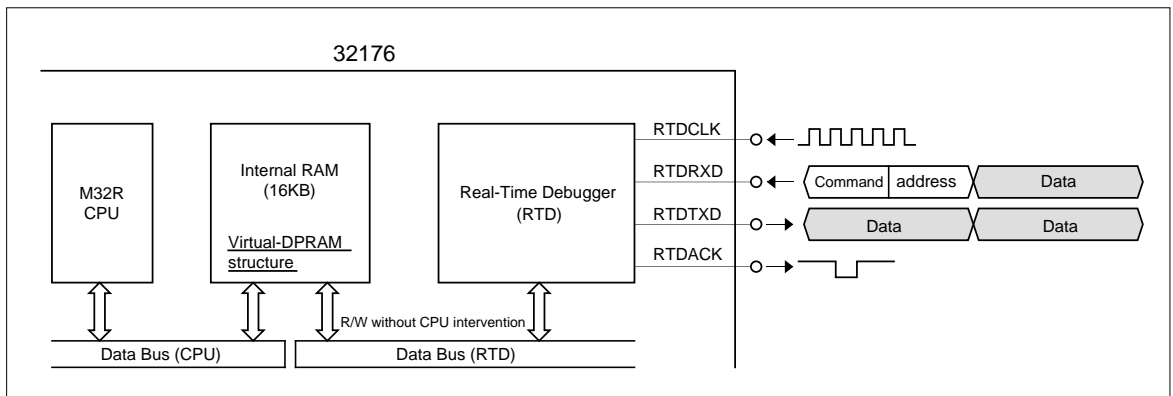 32176
M32R
CPU
Internal RAM
(16KB)
Virtual-DPRAM
structure
Real-Time Debugger
(RTD)
RTDCLK
RTDRXD
Command address Data
RTDTXD
Data Data
RTDACK
R/W without CPU intervention
Data Bus (CPU) Data Bus (RTD)